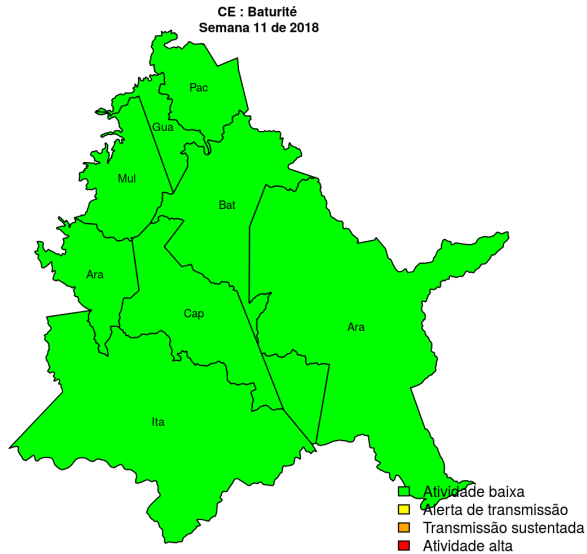 CE : Baturité
Semana 11 de 2018
Pac
Gua
Mul
Bat
Ara
Cap
Ara
Ita
Atividade baixa
Alerta de transmissão
Transmissão sustentada
Atividade alta